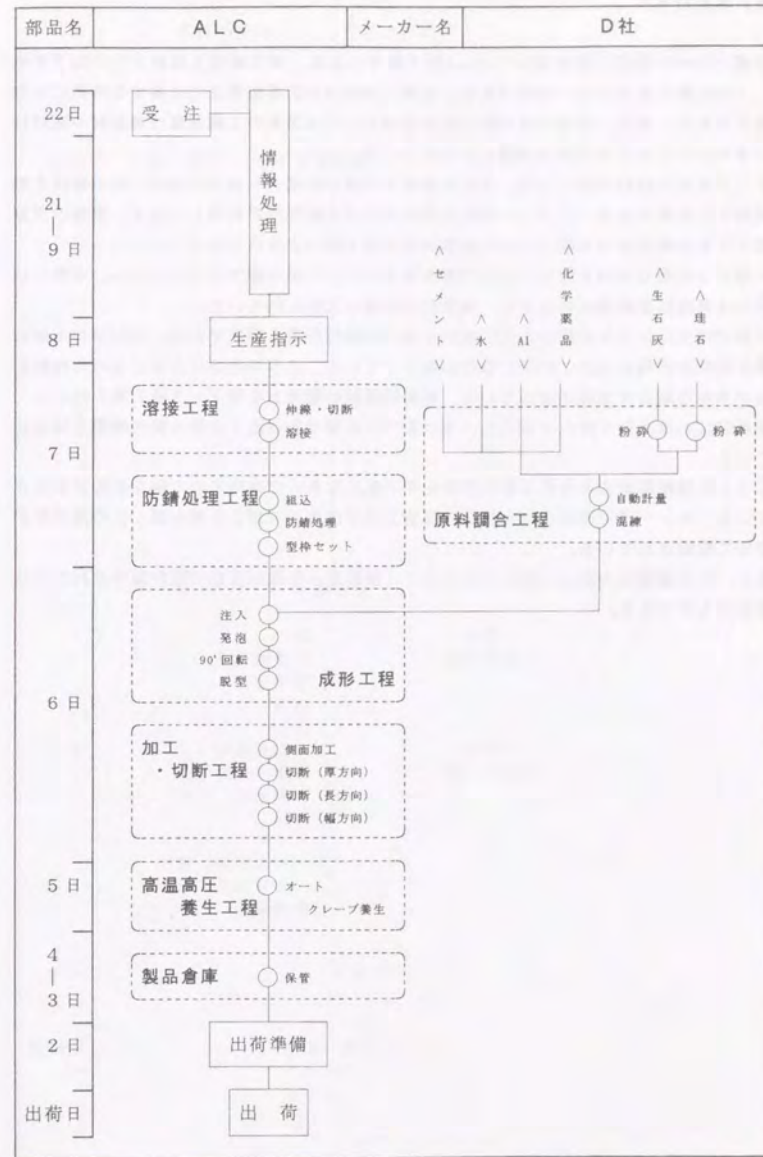 部品名
ALC
メーカー名
D社
22日
受注
情報処理
21
|
9日
8日
生産指示
<セメント>
<水>
<Al>
<化学薬品>
<生石灰>
<珪石>
溶接工程
伸線・切断
溶接
7日
粉砕
粉砕
防錆処理工程
組込
防錆処理
型枠セット
自動計量
混練
原料調合工程
注入
発泡
90°回転
脱型
成形工程
6日
加工
・切断工程
側面加工
切断（厚方向）
切断（長方向）
切断（幅方向）
5日
高温高圧
養生工程
オート
クレーブ養生
4
|
3日
製品倉庫
保管
2日
出荷準備
出荷日
出荷